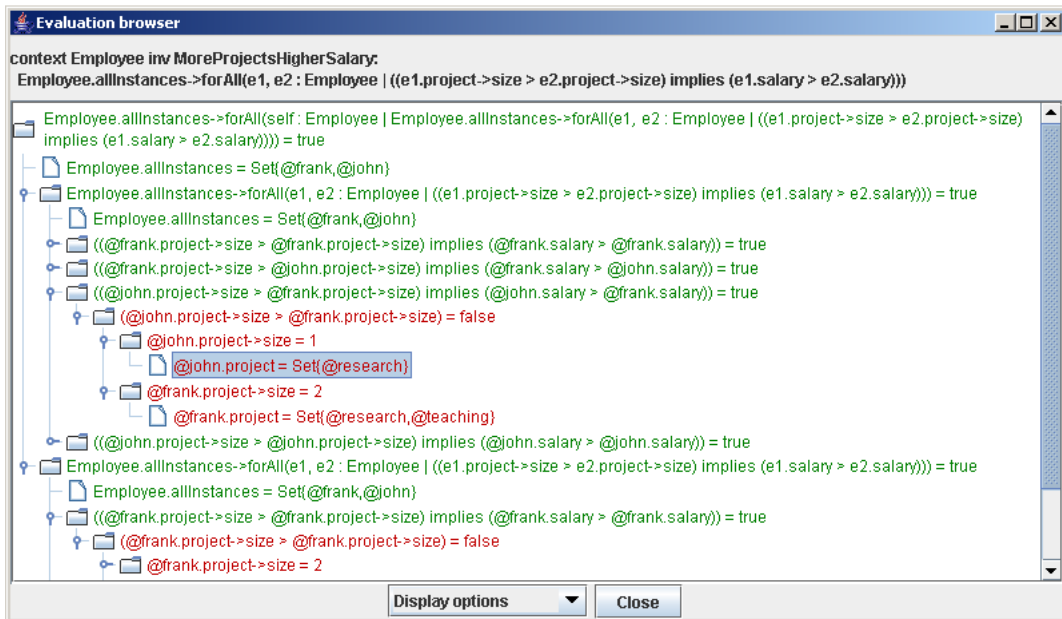 Evaluation browser
context Employee inv MoreProjectsHigherSalary:
Employee.allInstances->forAll(e1, e2 : Employee | ((e1.project->size > e2.project->size) implies (e1.salary > e2.salary)))
Employee.allInstances->forAll(self : Employee | Employee.allInstances->forAll(e1, e2 : Employee | ((e1.project->size > e2.project->size)
implies (e1.salary > e2.salary)))) = true
Employee.allInstances = Set{@frank,@john}
Employee.allInstances->forAll(e1, e2 : Employee | ((e1.project->size > e2.project->size) implies (e1.salary > e2.salary))) = true
Employee.allInstances = Set{@frank,@john}
((@frank.project->size > @frank.project->size) implies (@frank.salary > @frank.salary)) = true
((@frank.project->size > @john.project->size) implies (@frank.salary > @john.salary)) = true
((@john.project->size > @frank.project->size) implies (@john.salary > @frank.salary)) = true
(@john.project->size > @frank.project->size) = false
@john.project->size = 1
@john.project = Set{@research}
@frank.project->size = 2
@frank.project = Set{@research,@teaching}
((@john.project->size > @john.project->size) implies (@john.salary > @john.salary)) = true
Employee.allInstances->forAll(e1, e2 : Employee | ((e1.project->size > e2.project->size) implies (e1.salary > e2.salary))) = true
Employee.allInstances = Set{@frank,@john}
((@frank.project->size > @frank.project->size) implies (@frank.salary > @frank.salary)) = true
(@frank.project->size > @frank.project->size) = false
@frank.project->size = 2
Display options
Close